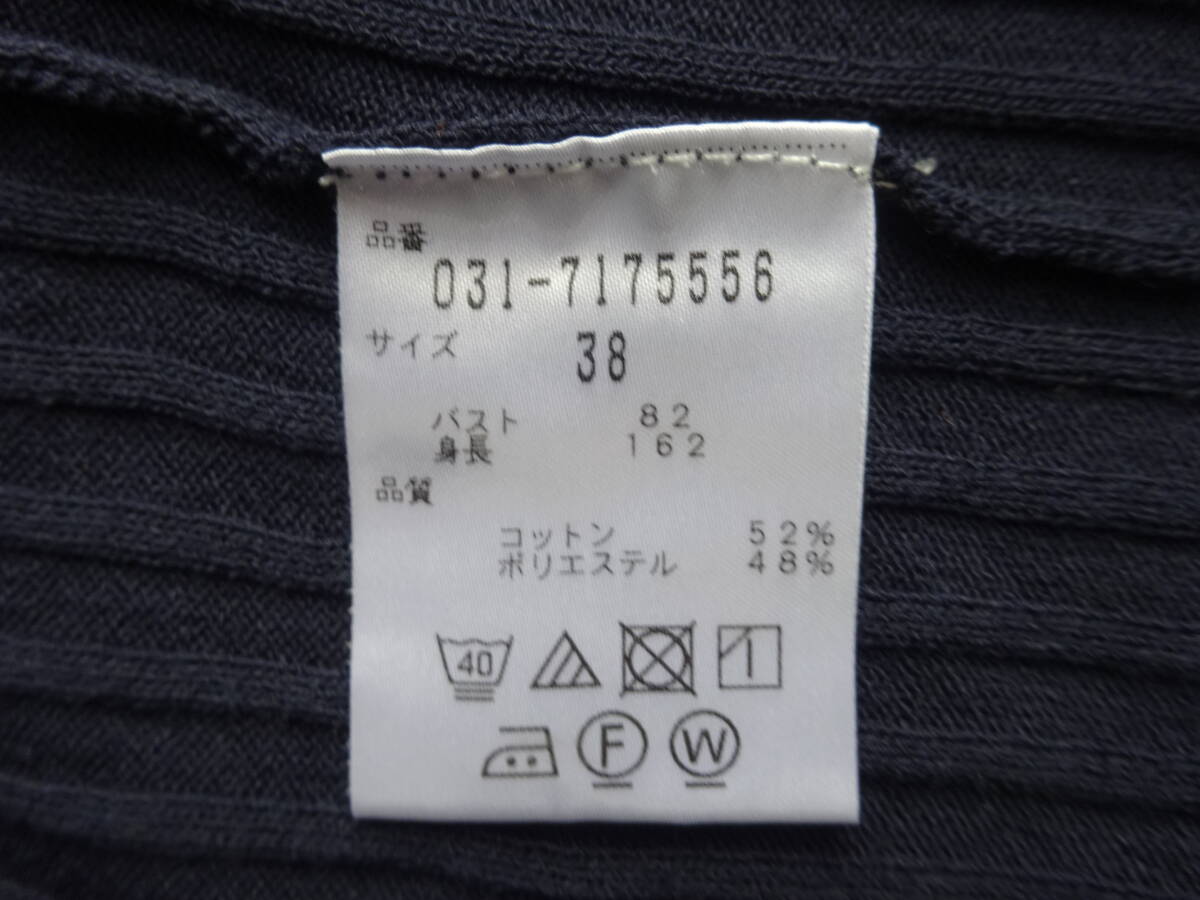 品番
031-7175556
サイズ 38
バスト 82
身長 162
品質
コットン 52%
ポリエステル 48%
40
F W